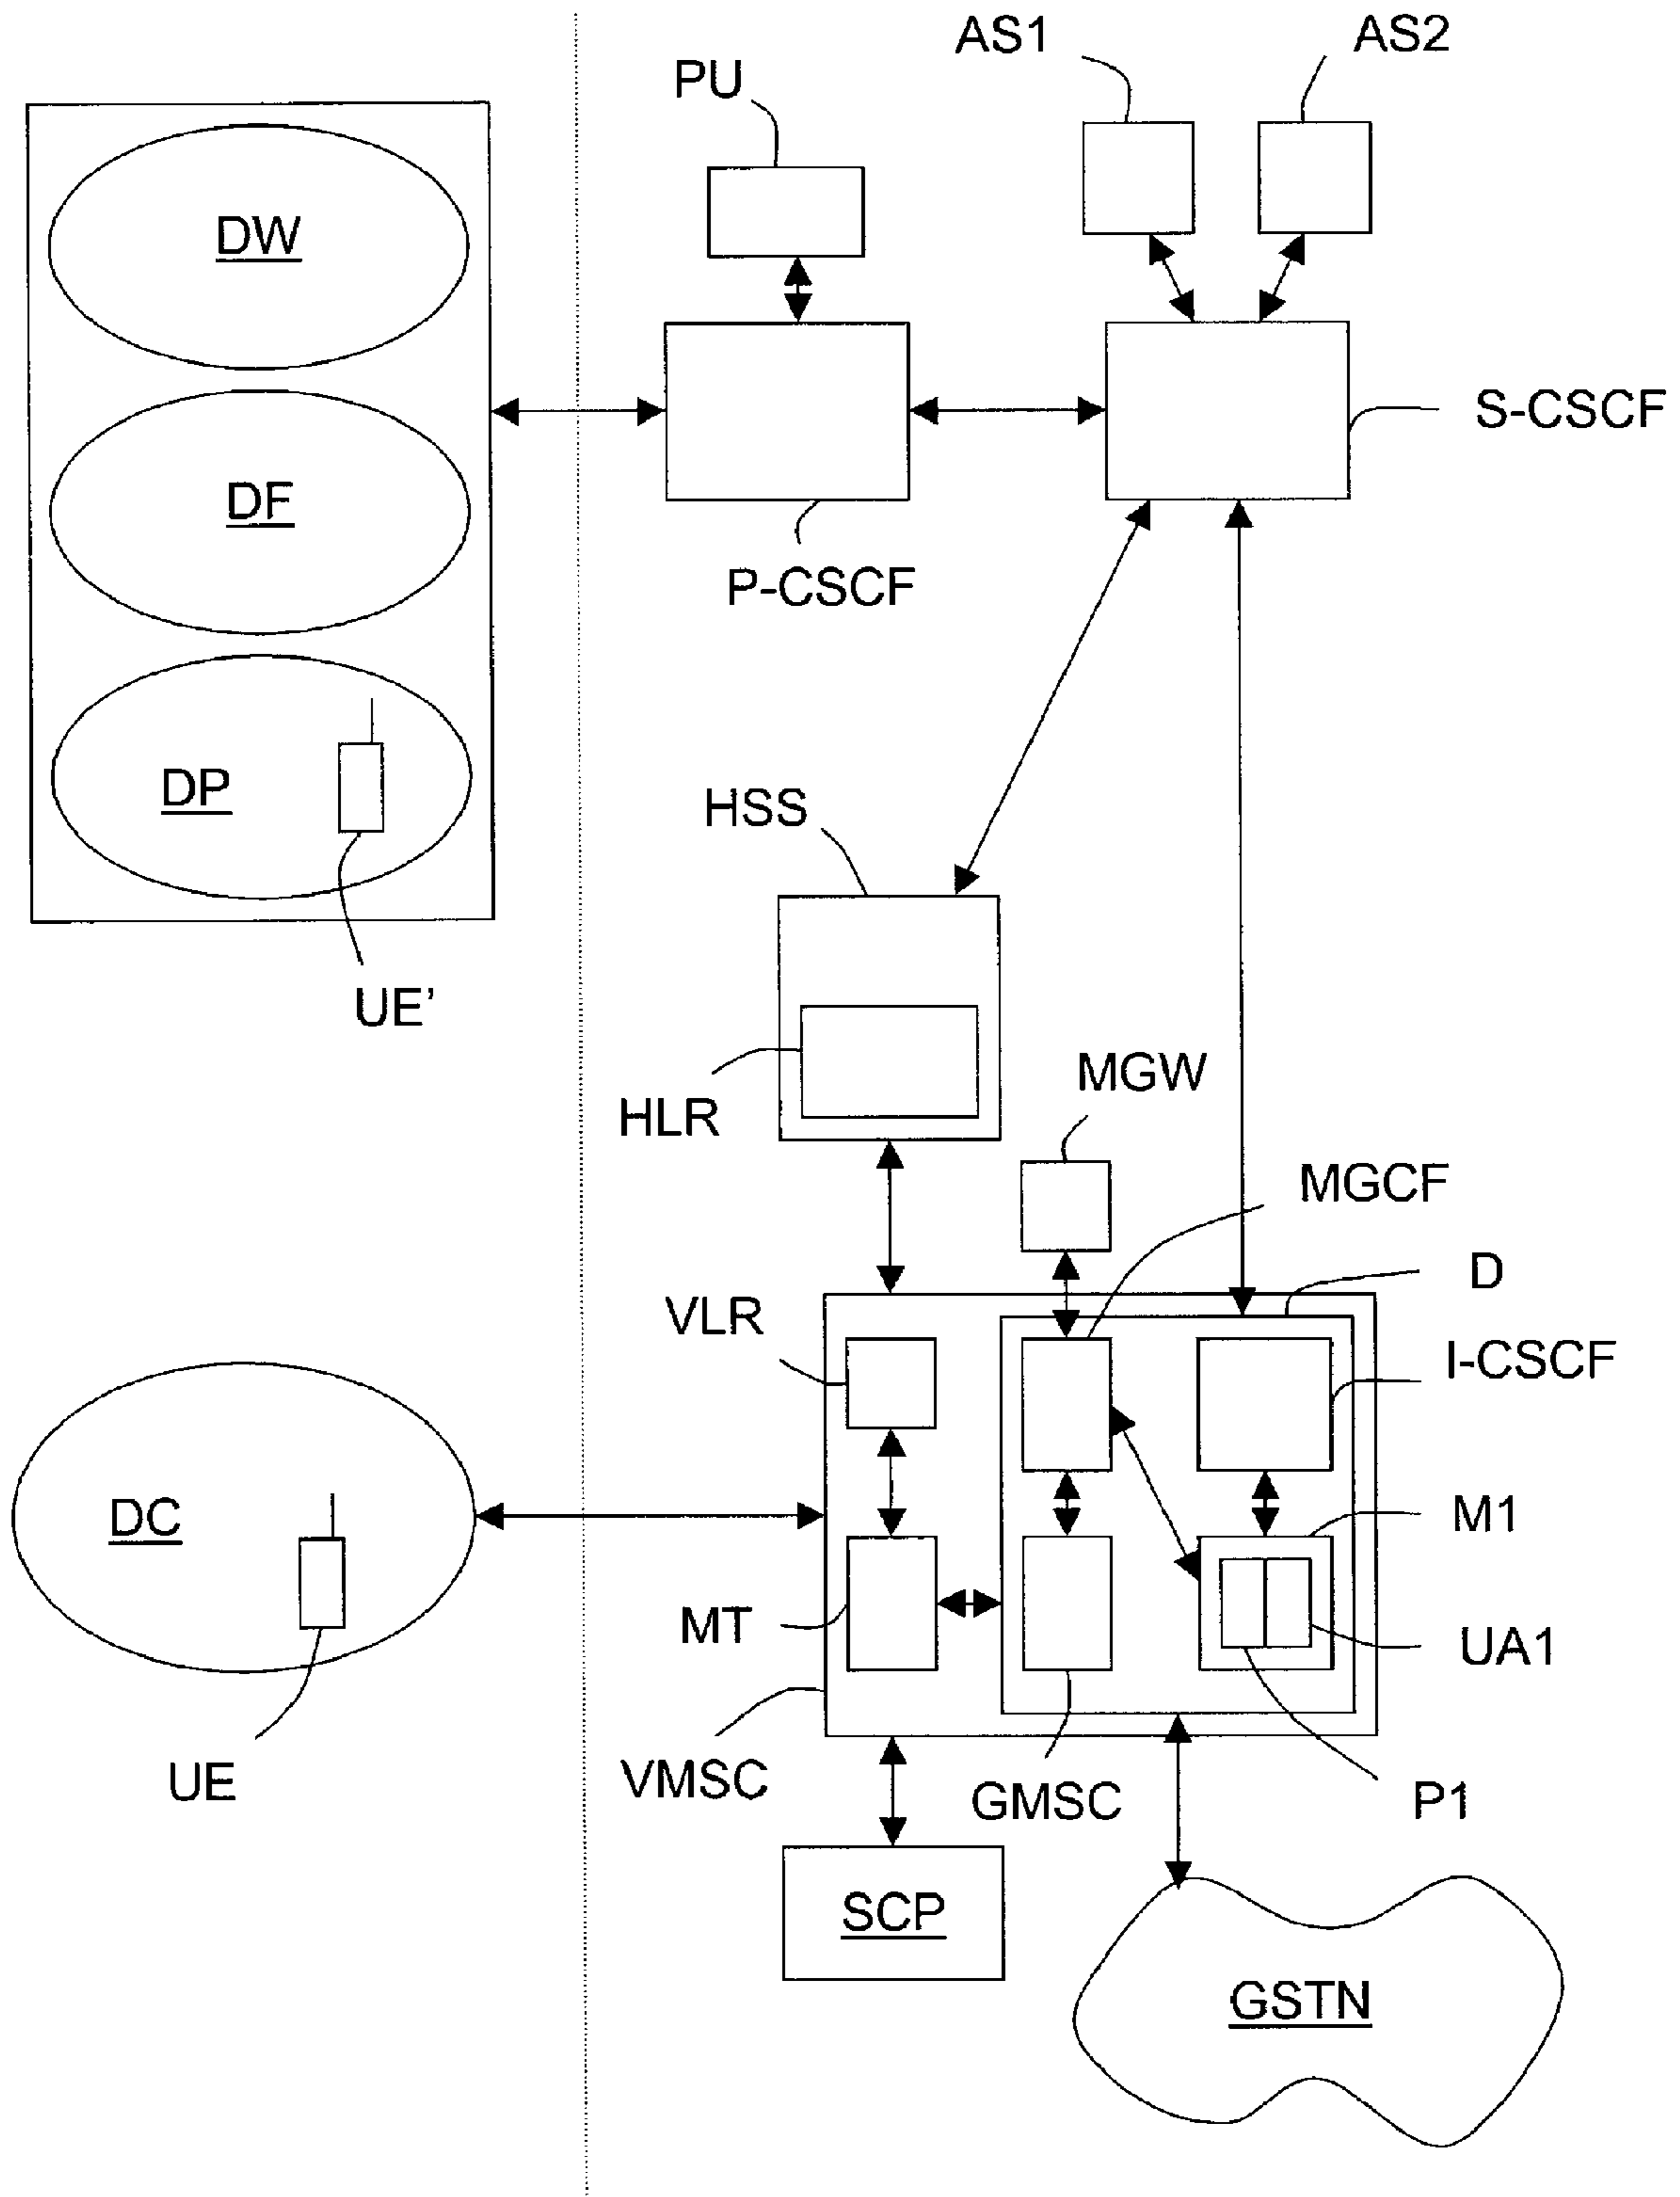 AS1
AS2
PU
DW
S-CSCF
DF
P-CSCF
DP
HSS
UE’
MGW
HLR
MGCF
D
VLR
I-CSCF
DC
M1
MT
UA1
VMSC
UE
GMSC
P1
SCP
GSTN